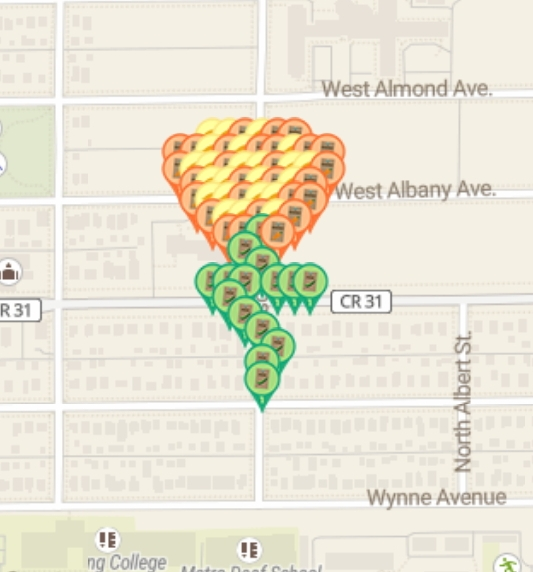 West Almond Ave.
West Albany Ave.
CR 31
R 31
North Albert St.
Wynne Avenue
ng College
Metro Deaf School